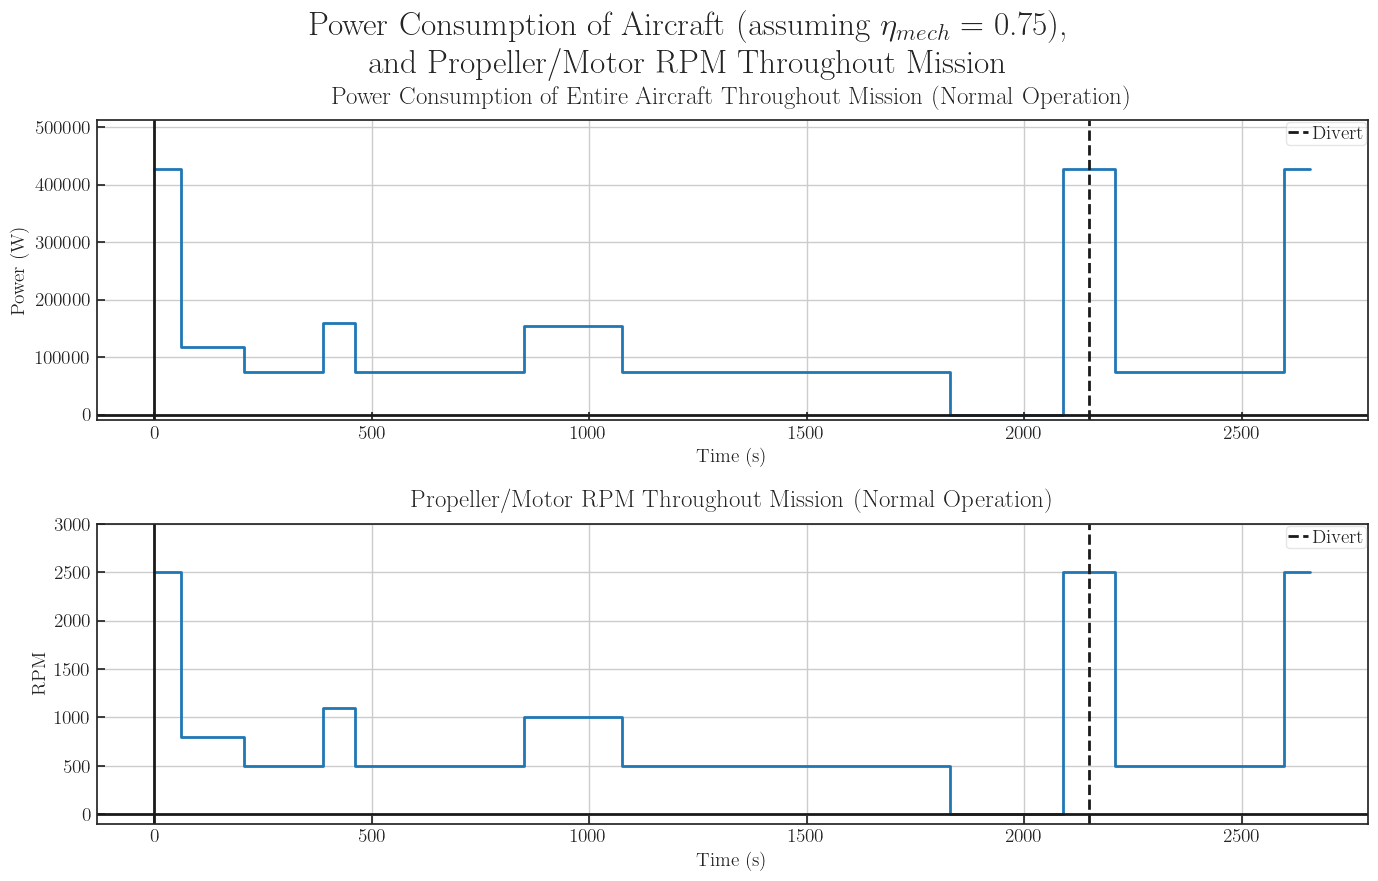 Power Consumption of Aircraft (assuming η_mech = 0.75),
and Propeller/Motor RPM Throughout Mission
Power Consumption of Entire Aircraft Throughout Mission (Normal Operation)
500000
400000
300000
200000
100000
0
Power (W)
Divert
0 500 1000 1500 2000 2500
Time (s)
Propeller/Motor RPM Throughout Mission (Normal Operation)
3000
2500
2000
1500
1000
500
0
RPM
Divert
0 500 1000 1500 2000 2500
Time (s)